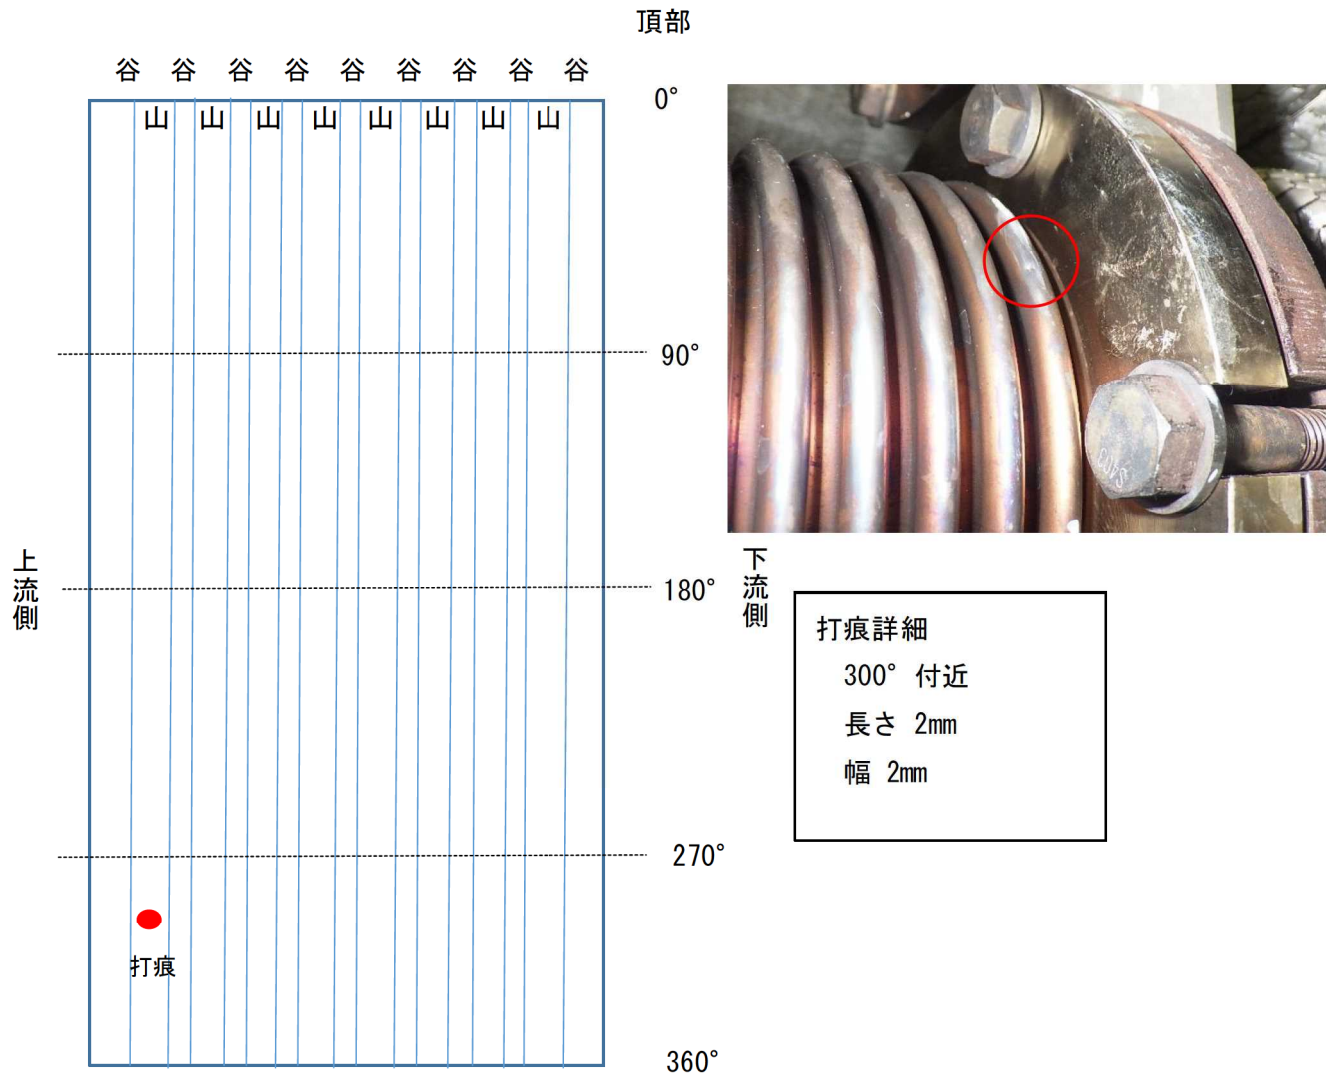 頂部
谷 谷 谷 谷 谷 谷 谷 谷 谷
0°
山 山 山 山 山 山 山 山
90°
上流側
下流側
180°
打痕詳細
300° 付近
長さ 2mm
幅 2mm
270°
打痕
360°